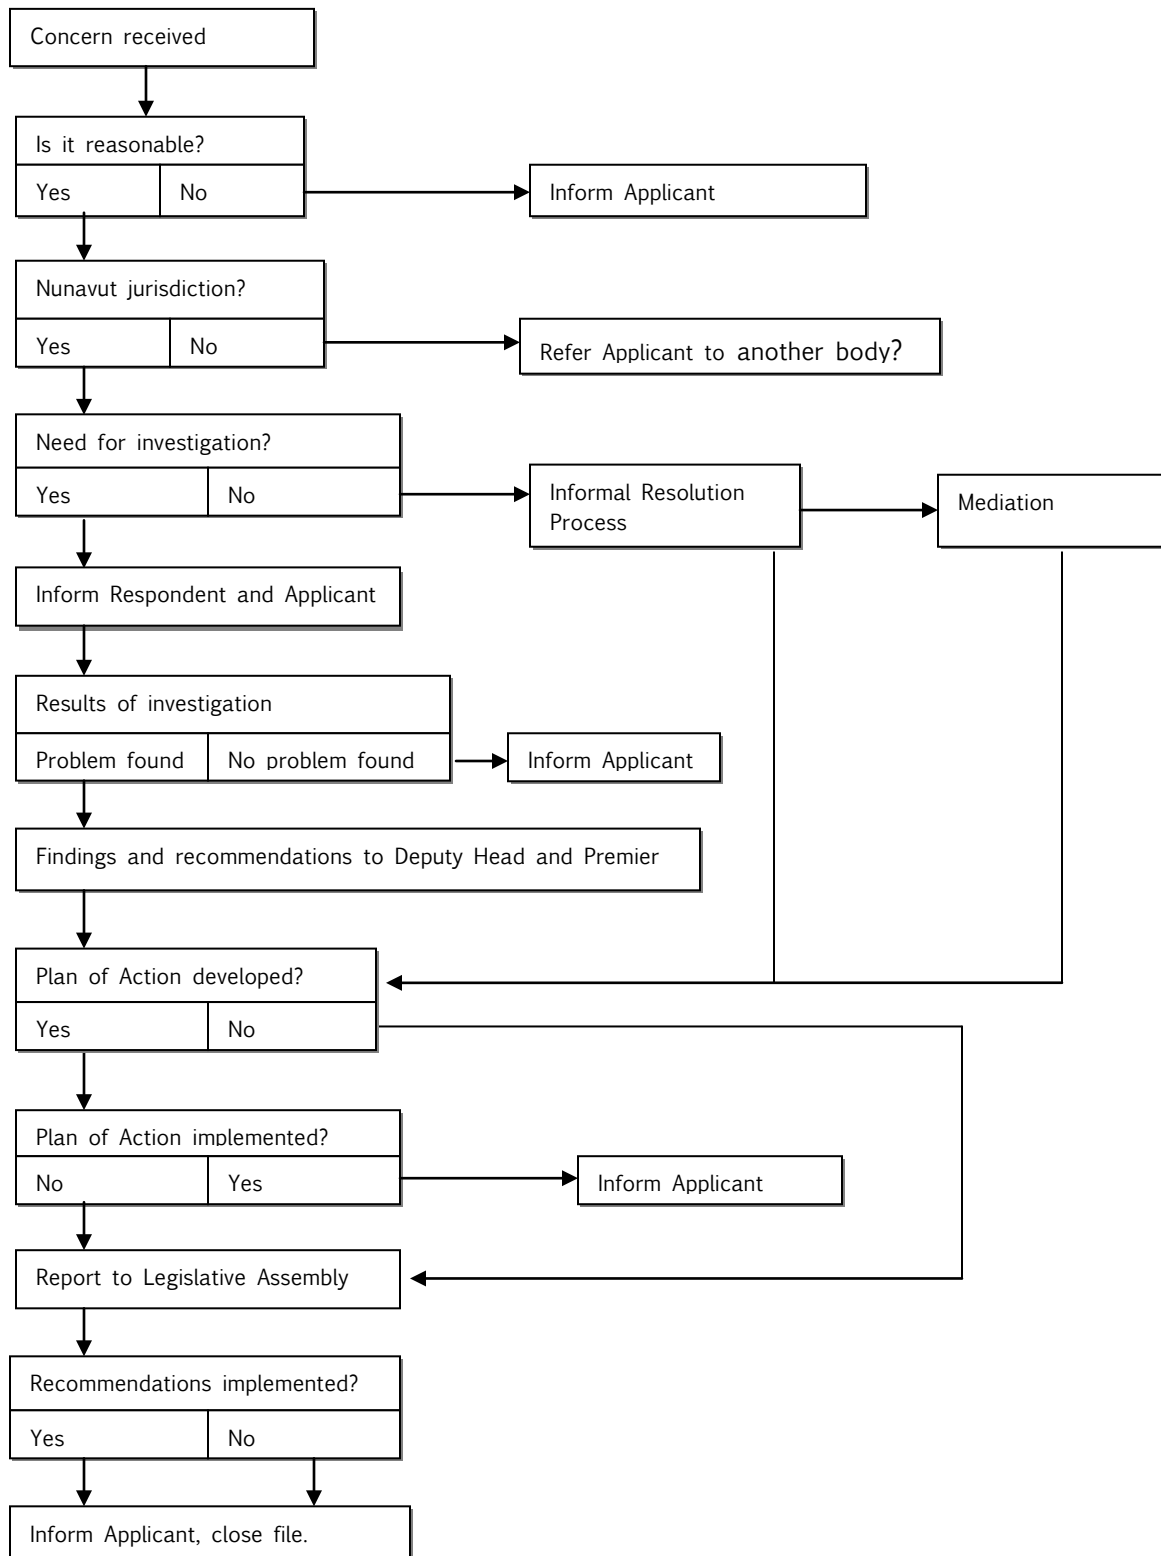 Concern received
Is it reasonable?
Yes
No
Inform Applicant
Nunavut jurisdiction?
Yes
No
Refer Applicant to another body?
Need for investigation?
Yes
No
Informal Resolution
Process
Mediation
Inform Respondent and Applicant
Results of investigation
Problem found
No problem found
Inform Applicant
Findings and recommendations to Deputy Head and Premier
Plan of Action developed?
Yes
No
Plan of Action implemented?
No
Yes
Inform Applicant
Report to Legislative Assembly
Recommendations implemented?
Yes
No
Inform Applicant, close file.